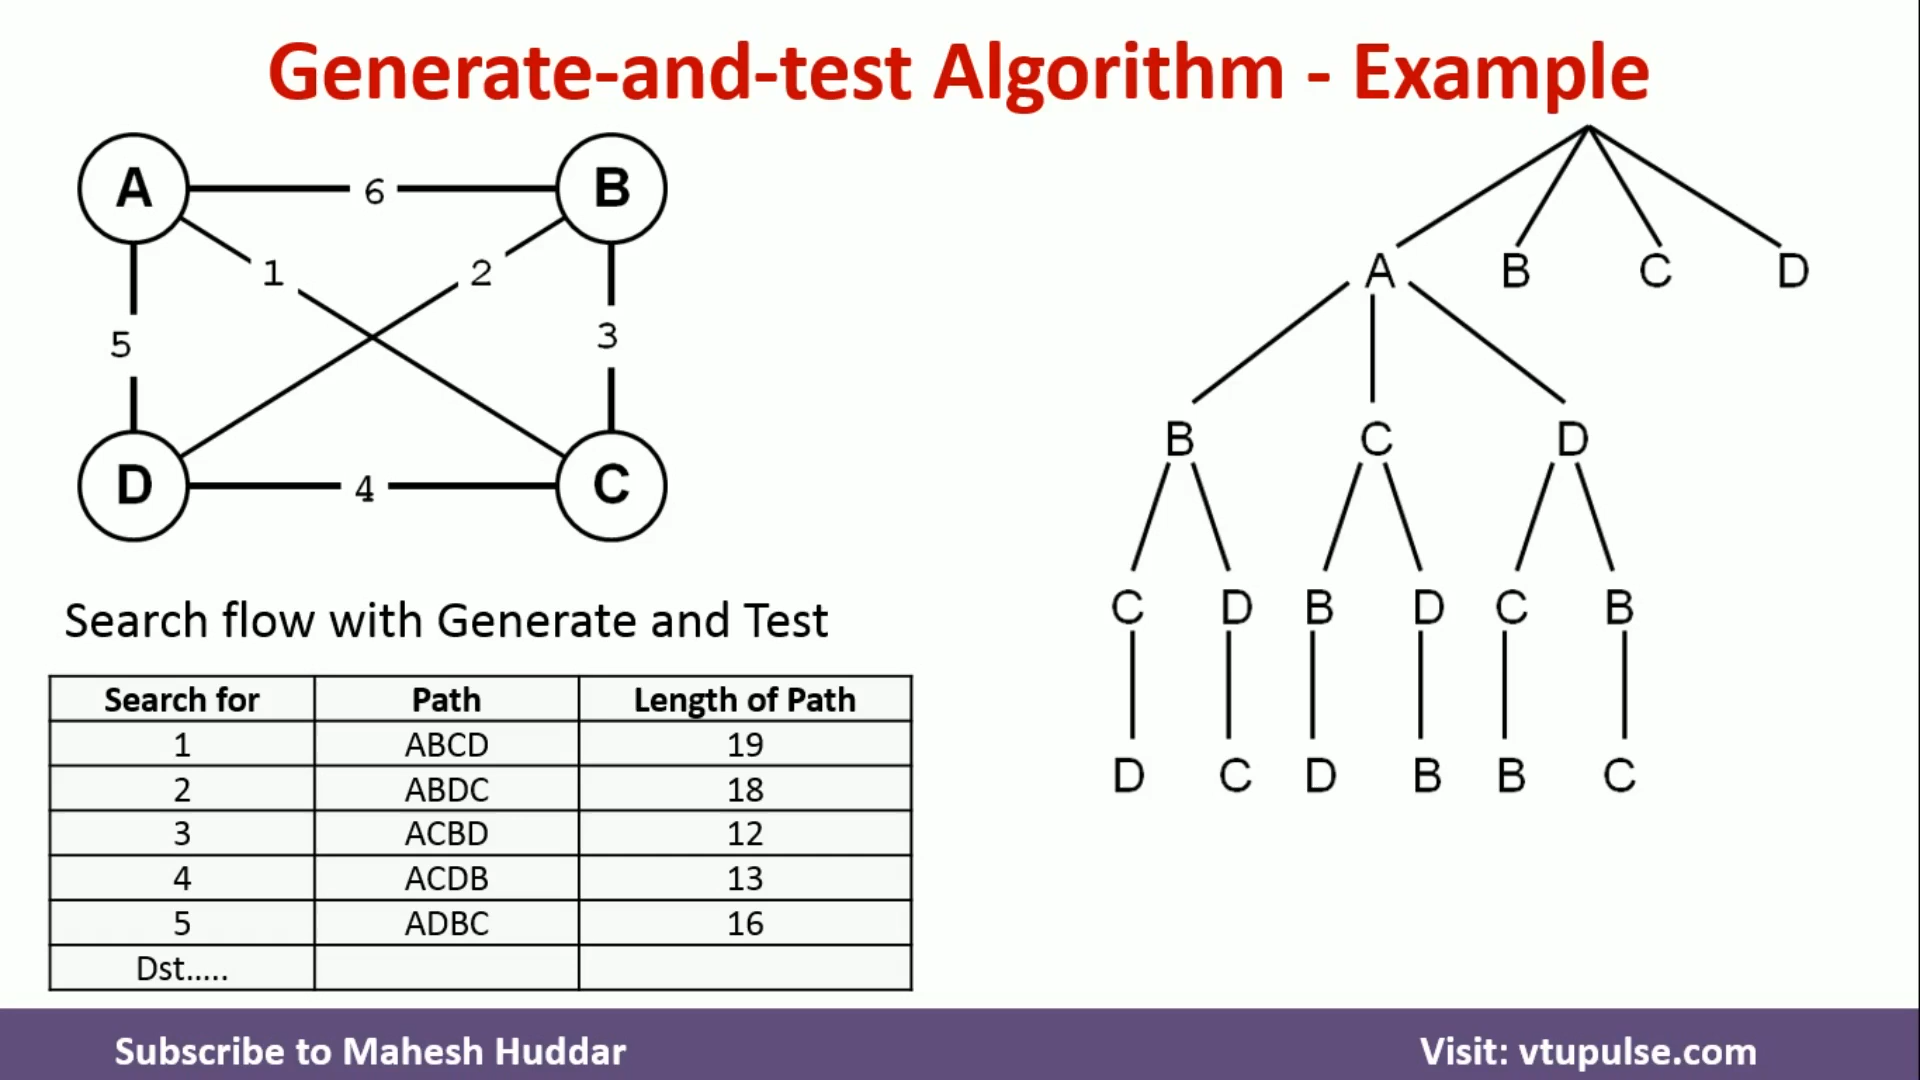 Generate-and-test Algorithm - Example
A 6 B
1 2
5 3
D 4 C
A B C D
B C D
C D B D C B
D C D B B C
Search flow with Generate and Test
Search for Path Length of Path
1 ABCD 19
2 ABDC 18
3 ACBD 12
4 ACDB 13
5 ADBC 16
Dst.....
Subscribe to Mahesh Huddar Visit: vtupulse.com